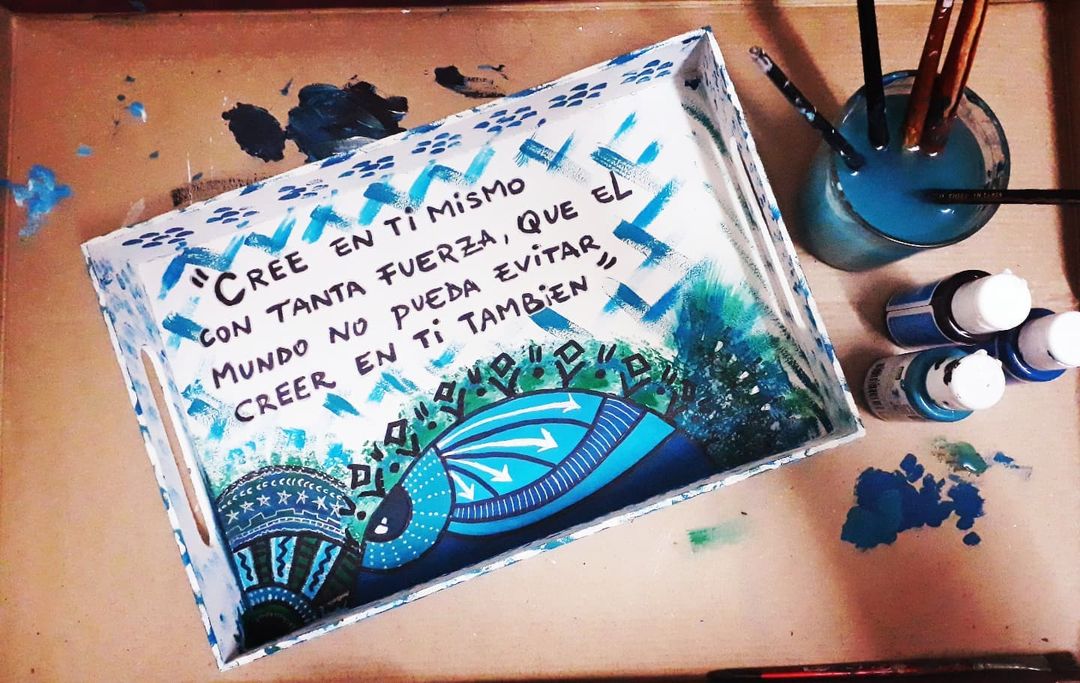 "CREE EN Ti MiSMO
CON TANTA FUERZA, QUE EL
MUNDO NO PUEDA EViTAR
CREER EN Ti TAMBiEN"